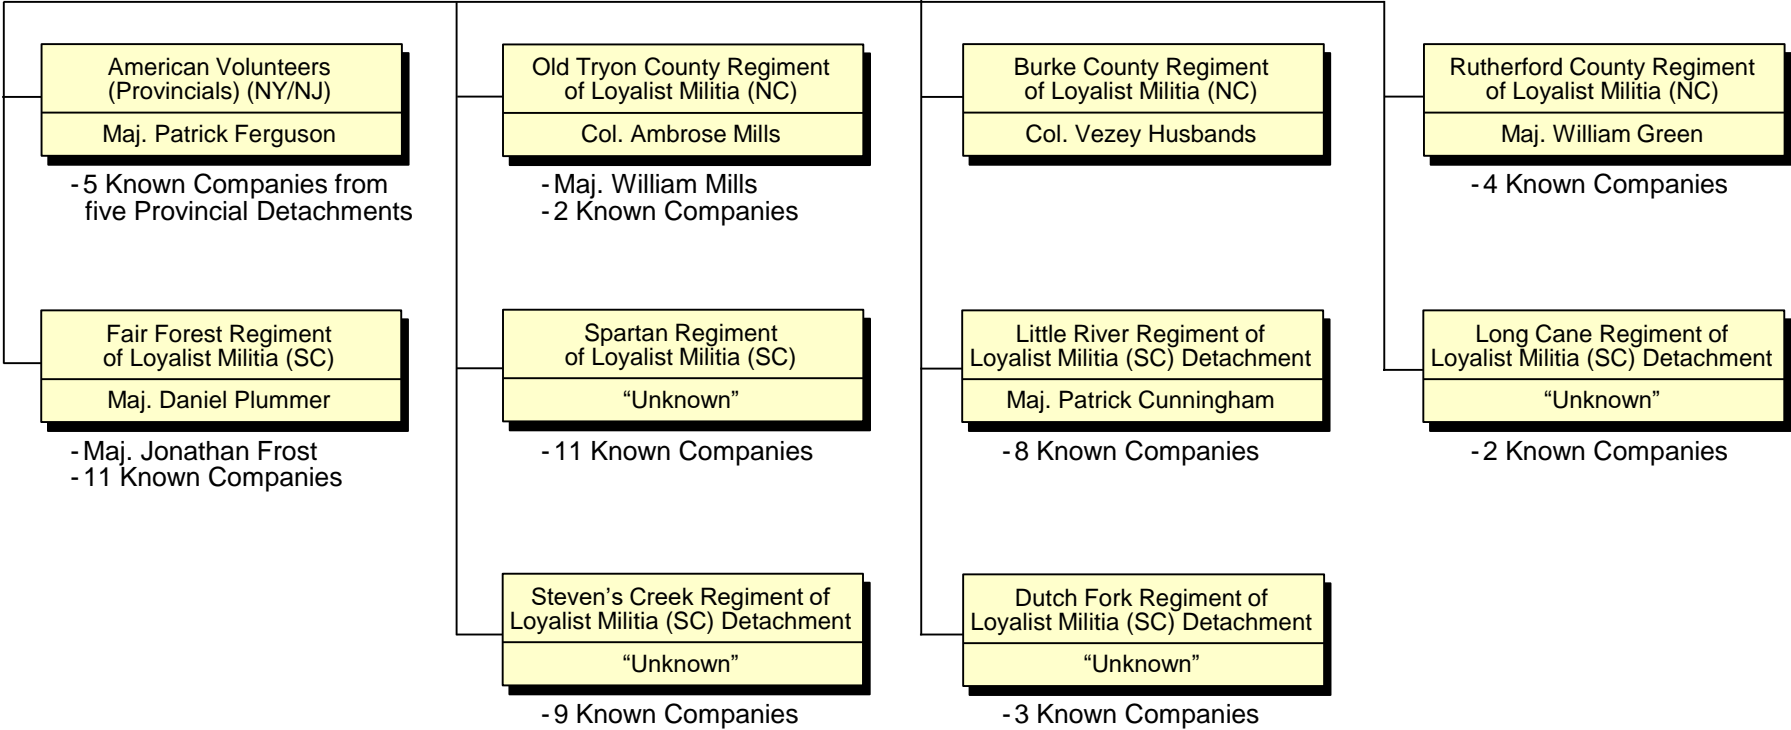 American Volunteers
(Provincials) (NY/NJ)
Maj. Patrick Ferguson
-5 Known Companies from
five Provincial Detachments
Old Tryon County Regiment
of Loyalist Militia (NC)
Col. Ambrose Mills
-Maj. William Mills
-2 Known Companies
Burke County Regiment
of Loyalist Militia (NC)
Col. Vezey Husbands
Rutherford County Regiment
of Loyalist Militia (NC)
Maj. William Green
-4 Known Companies
Fair Forest Regiment
of Loyalist Militia (SC)
Maj. Daniel Plummer
-Maj. Jonathan Frost
-11 Known Companies
Spartan Regiment
of Loyalist Militia (SC)
“Unknown”
-11 Known Companies
Little River Regiment of
Loyalist Militia (SC) Detachment
Maj. Patrick Cunningham
-8 Known Companies
Long Cane Regiment of
Loyalist Militia (SC) Detachment
“Unknown”
-2 Known Companies
Steven’s Creek Regiment of
Loyalist Militia (SC) Detachment
“Unknown”
-9 Known Companies
Dutch Fork Regiment of
Loyalist Militia (SC) Detachment
“Unknown”
-3 Known Companies